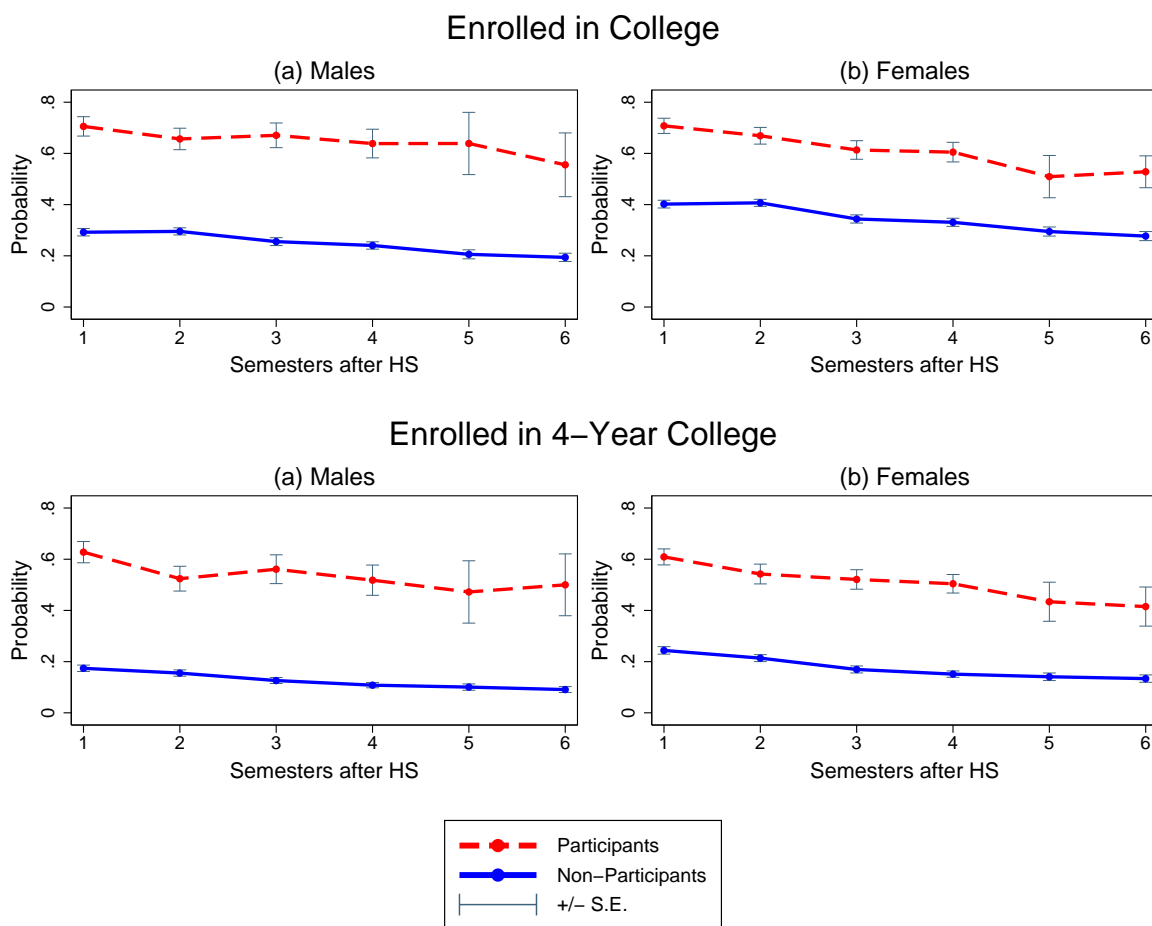 Enrolled in College
(a) Males
(b) Females
Probability
0 .2 .4 .6 .8
1 2 3 4 5 6
Semesters after HS
Probability
0 .2 .4 .6 .8
1 2 3 4 5 6
Semesters after HS
Enrolled in 4−Year College
(a) Males
(b) Females
Probability
0 .2 .4 .6 .8
1 2 3 4 5 6
Semesters after HS
Probability
0 .2 .4 .6 .8
1 2 3 4 5 6
Semesters after HS
Participants
Non−Participants
+/− S.E.